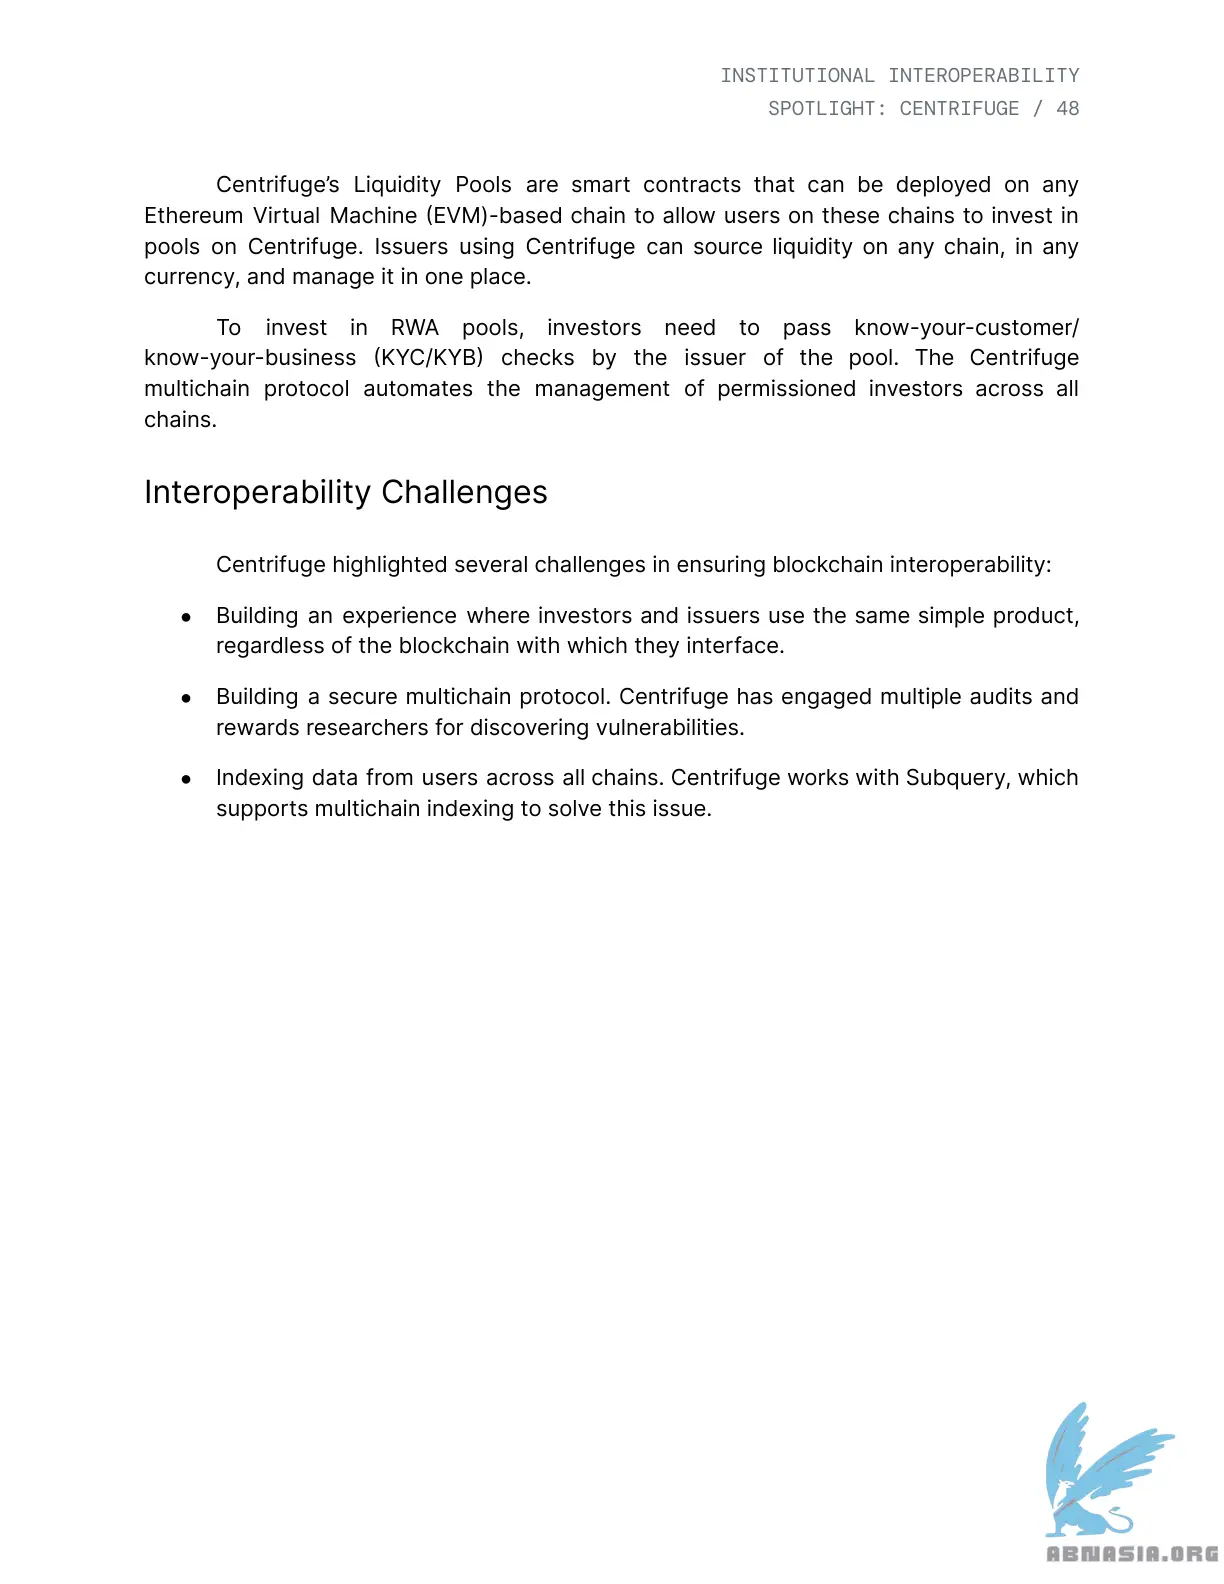 INSTITUTIONAL INTEROPERABILITY
SPOTLIGHT: CENTRIFUGE / 48
Centrifuge’s Liquidity Pools are smart contracts that can be deployed on any
Ethereum Virtual Machine (EVM)-based chain to allow users on these chains to invest in
pools on Centrifuge. Issuers using Centrifuge can source liquidity on any chain, in any
currency, and manage it in one place.
To invest in RWA pools, investors need to pass know-your-customer/
know-your-business (KYC/KYB) checks by the issuer of the pool. The Centrifuge
multichain protocol automates the management of permissioned investors across all
chains.
Interoperability Challenges
Centrifuge highlighted several challenges in ensuring blockchain interoperability:
● Building an experience where investors and issuers use the same simple product,
regardless of the blockchain with which they interface.
● Building a secure multichain protocol. Centrifuge has engaged multiple audits and
rewards researchers for discovering vulnerabilities.
● Indexing data from users across all chains. Centrifuge works with Subquery, which
supports multichain indexing to solve this issue.
ABNASIA.ORG